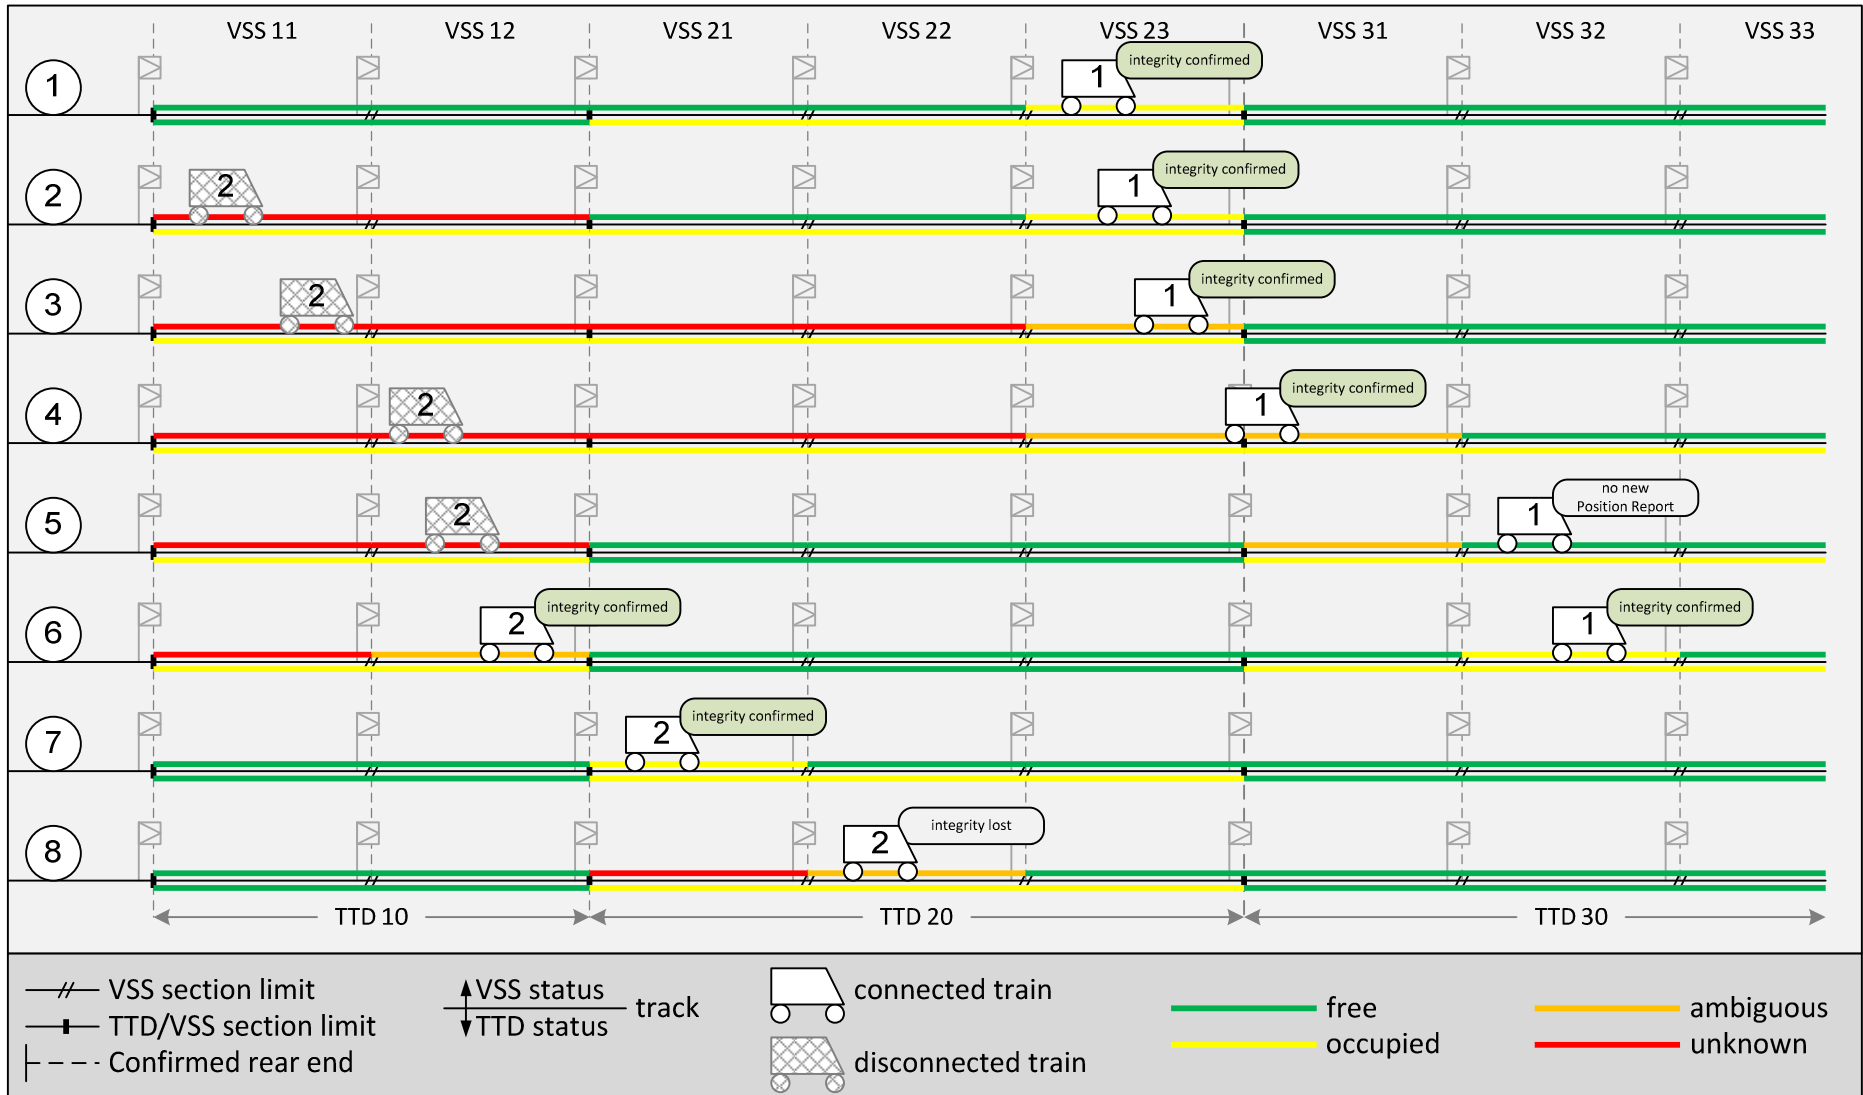 VSS 11 VSS 12 VSS 21 VSS 22 VSS 23 VSS 31 VSS 32 VSS 33
1 1 integrity confirmed
2 2 1 integrity confirmed
3 2 1 integrity confirmed
4 2 1 integrity confirmed
5 2 1 no new
Position Report
6 2 integrity confirmed 1 integrity confirmed
7 2 integrity confirmed
8 2 integrity lost
TTD 10 TTD 20 TTD 30
VSS section limit
TTD/VSS section limit
Confirmed rear end
VSS status
track
TTD status
connected train
disconnected train
free
occupied
ambiguous
unknown